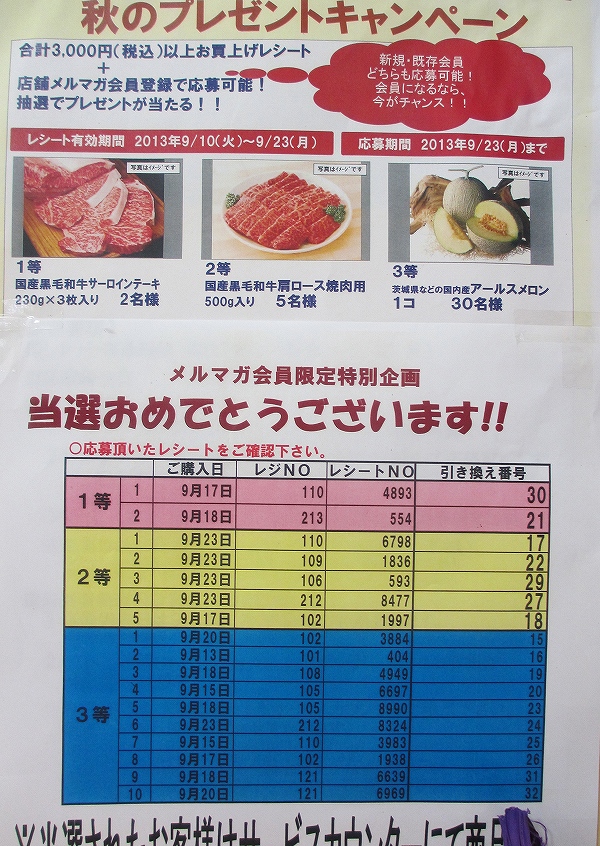 秋のプレゼントキャンペーン
合計3,000円(税込)以上お買上げレシート
+
店舗メルマガ会員登録で応募可能!
抽選でプレゼントが当たる!!
新規・既存会員
どちらも応募可能!
会員になるなら、
今がチャンス!!
レシート有効期間 2013年9/10(火)~9/23(月)
応募期間 2013年9/23(月)まで
写真はイメージです
写真はイメージです
写真はイメージです
1等
国産黒毛和牛サーロインテーキ
230g×3枚入り 2名様
2等
国産黒毛和牛肩ロース焼肉用
500g入り 5名様
3等
茨城県などの国内産アールスメロン
1コ 30名様
メルマガ会員限定特別企画
当選おめでとうございます!!
○応募頂いたレシートをご確認下さい。
ご購入日 レジNO レシートNO 引き換え番号
1等
1 9月17日 110 4893 30
2 9月18日 213 554 21
2等
1 9月23日 110 6798 17
2 9月23日 109 1836 22
3 9月23日 106 593 29
4 9月23日 212 8477 27
5 9月17日 102 1997 18
3等
1 9月20日 102 3884 15
2 9月13日 101 404 16
3 9月18日 108 4949 19
4 9月15日 105 6697 20
5 9月18日 105 8990 23
6 9月23日 212 8324 24
7 9月15日 110 3983 25
8 9月17日 102 1938 26
9 9月18日 121 6639 31
10 9月20日 121 6969 32
※当選されたお客様はサービスカウンターにて商品